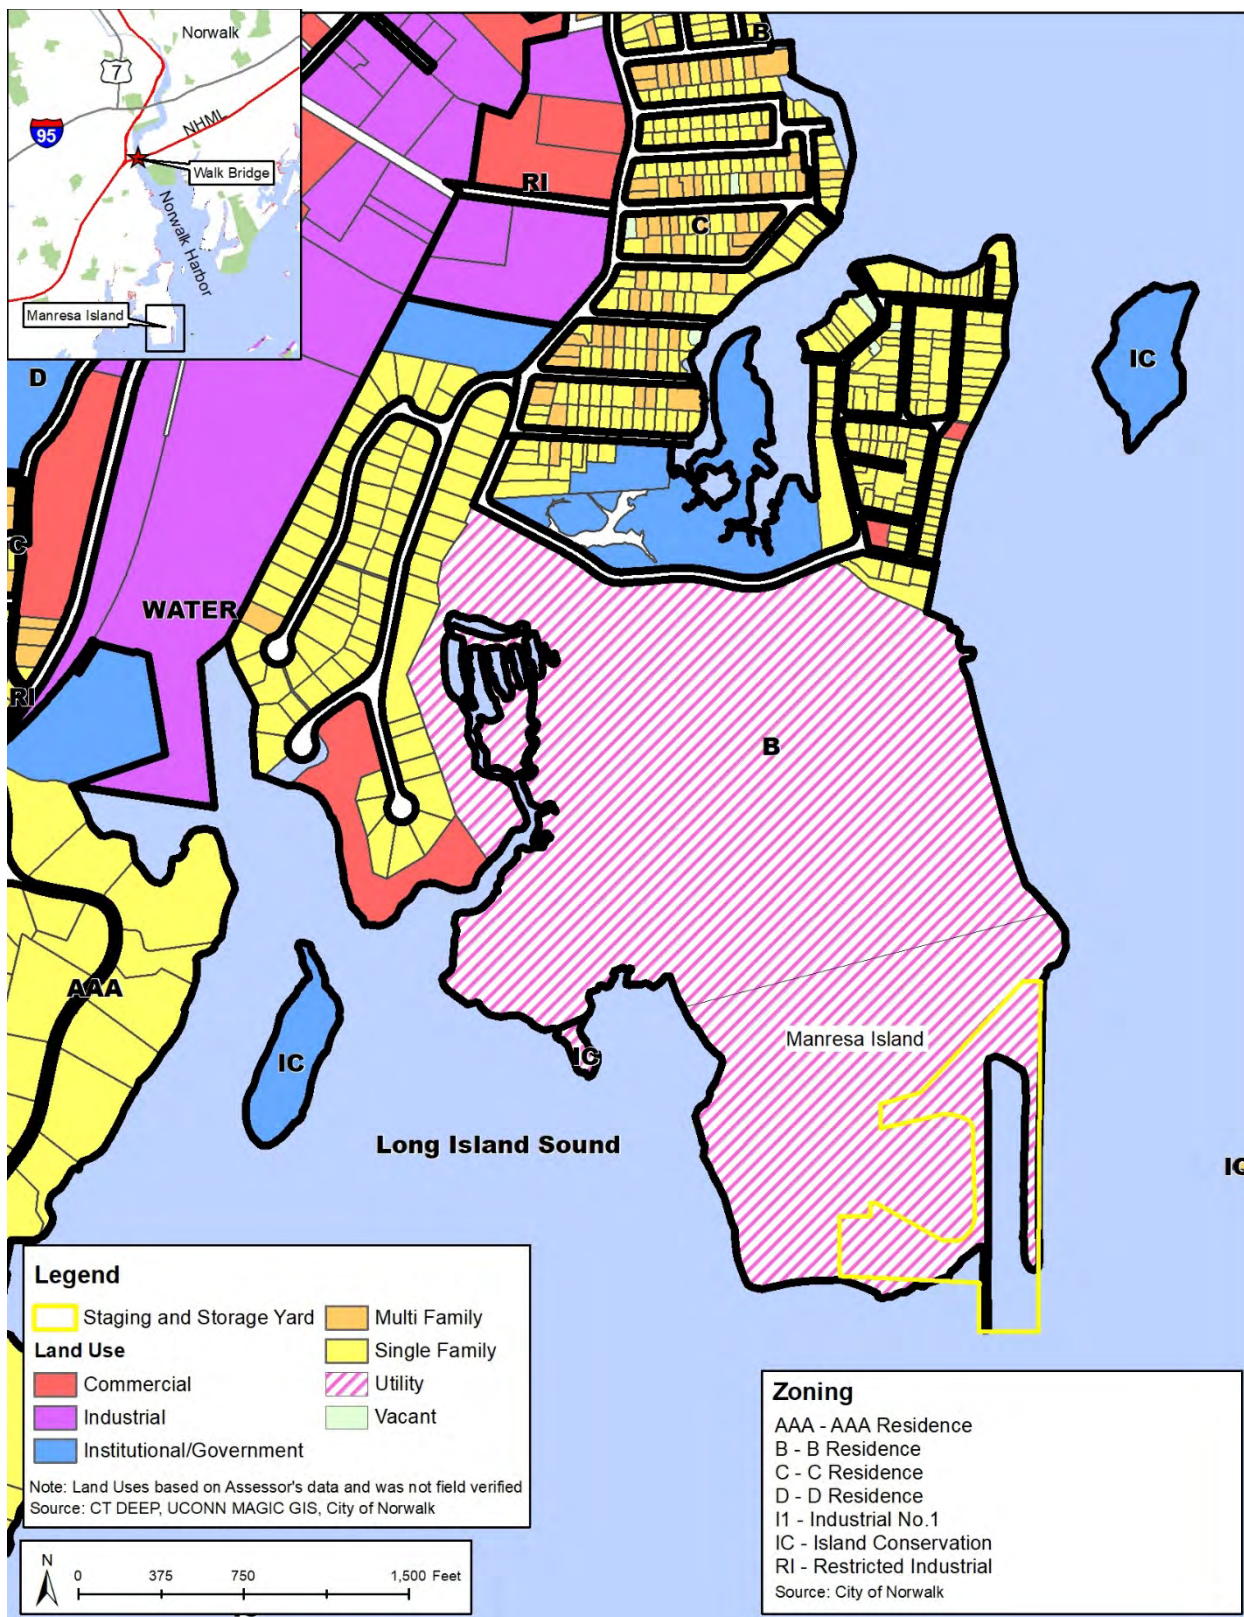 Norwalk
7
95
NHML
Walk Bridge
Norwalk Harbor
Manresa Island
B
RI
C
IC
D
C
WATER
RI
B
AAA
IC
IC
Manresa Island
Long Island Sound
Legend
Staging and Storage Yard
Land Use
Commercial
Industrial
Institutional/Government
Multi Family
Single Family
Utility
Vacant
Note: Land Uses based on Assessor's data and was not field verified
Source: CT DEEP, UCONN MAGIC GIS, City of Norwalk
N
0 375 750 1,500 Feet
Zoning
AAA - AAA Residence
B - B Residence
C - C Residence
D - D Residence
I1 - Industrial No.1
IC - Island Conservation
RI - Restricted Industrial
Source: City of Norwalk